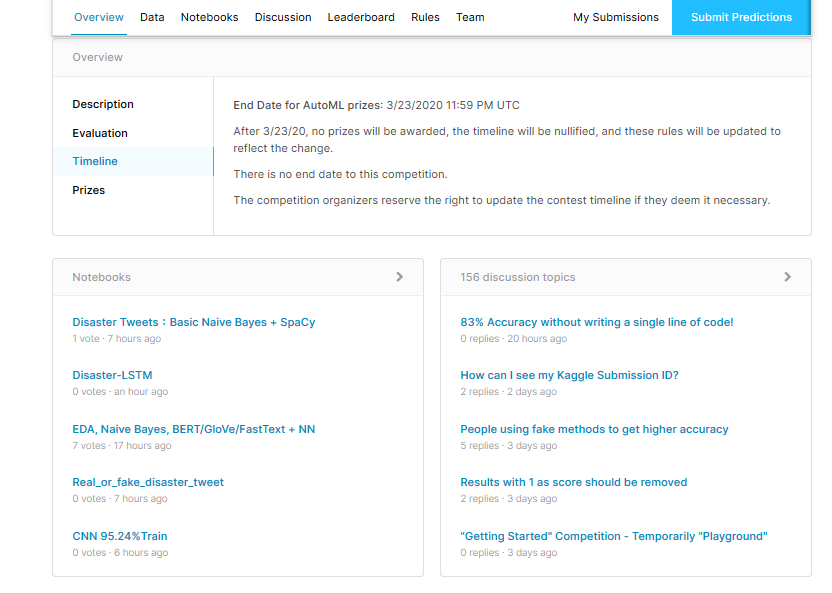 Overview Data Notebooks Discussion Leaderboard Rules Team My Submissions Submit Predictions
Overview
Description
Evaluation
Timeline
Prizes
End Date for AutoML prizes: 3/23/2020 11:59 PM UTC
After 3/23/20, no prizes will be awarded, the timeline will be nullified, and these rules will be updated to
reflect the change.
There is no end date to this competition.
The competition organizers reserve the right to update the contest timeline if they deem it necessary.
Notebooks
Disaster Tweets : Basic Naive Bayes + SpaCy
1 vote · 7 hours ago
Disaster-LSTM
0 votes · an hour ago
EDA, Naive Bayes, BERT/GloVe/FastText + NN
7 votes · 17 hours ago
Real_or_fake_disaster_tweet
0 votes · 7 hours ago
CNN 95.24%Train
0 votes · 6 hours ago
156 discussion topics
83% Accuracy without writing a single line of code!
0 replies · 20 hours ago
How can I see my Kaggle Submission ID?
2 replies · 2 days ago
People using fake methods to get higher accuracy
5 replies · 3 days ago
Results with 1 as score should be removed
2 replies · 3 days ago
"Getting Started" Competition - Temporarily "Playground"
0 replies · 3 days ago